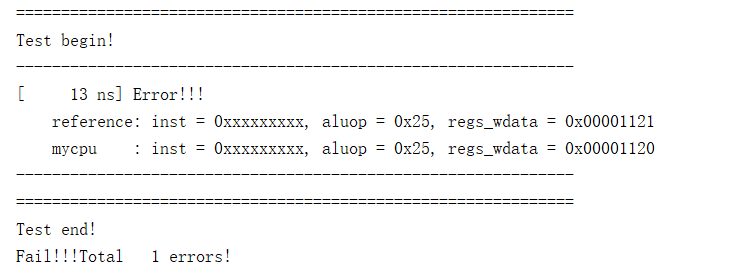 ==============================================================
Test begin!
--------------------------------------------------------------
[     13 ns] Error!!!
    reference: inst = 0xxxxxxxxx, aluop = 0x25, regs_wdata = 0x00001121
    mycpu    : inst = 0xxxxxxxxx, aluop = 0x25, regs_wdata = 0x00001120
--------------------------------------------------------------
==============================================================
Test end!
Fail!!!Total   1 errors!